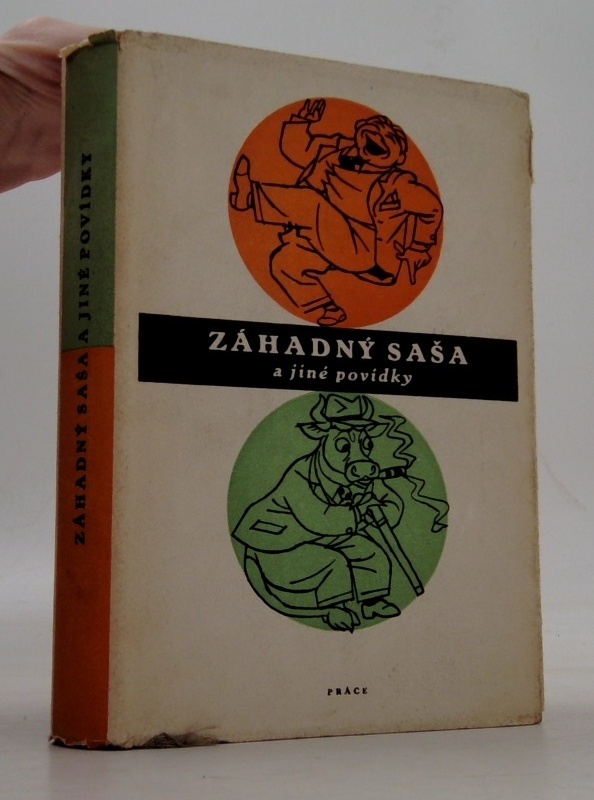 ZÁHADNÝ SAŠA A JINÉ POVÍDKY
ZÁHADNÝ SAŠA
a jiné povídky
PRÁCE